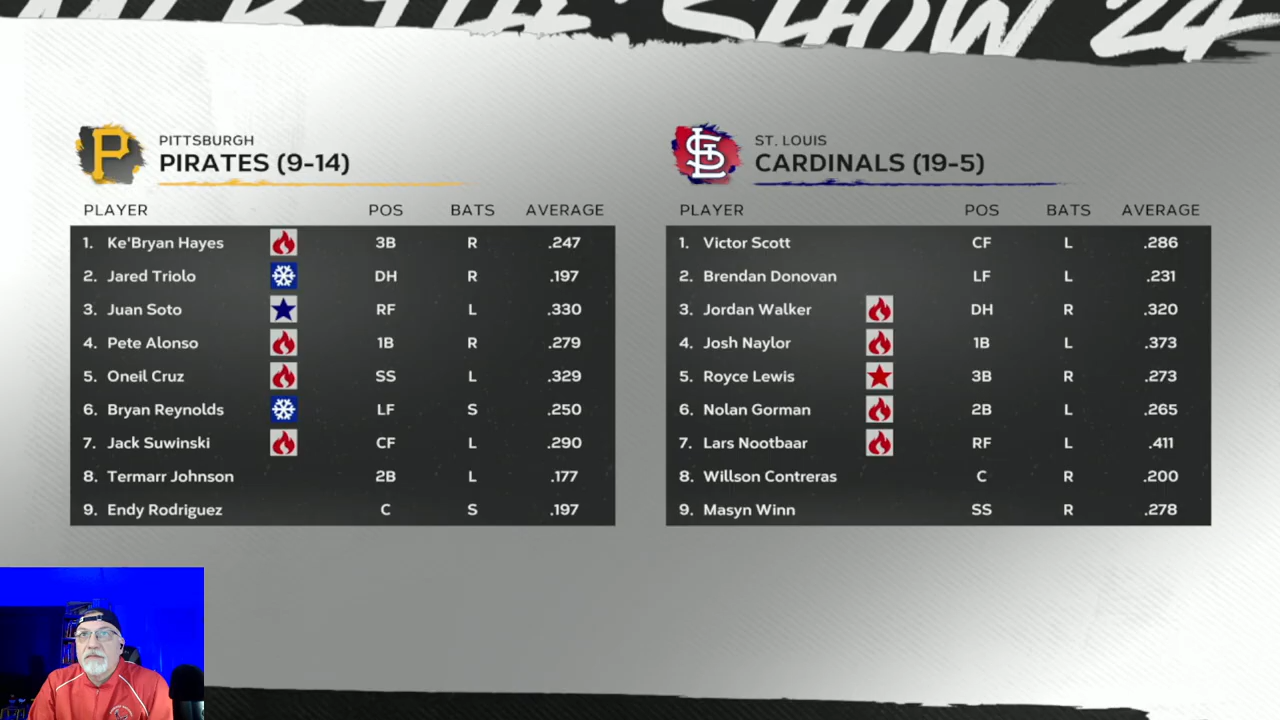 MLB THE SHOW 24
PITTSBURGH
PIRATES (9-14)
PLAYER POS BATS AVERAGE
1. Ke'Bryan Hayes 3B R .247
2. Jared Triolo DH R .197
3. Juan Soto RF L .330
4. Pete Alonso 1B R .279
5. Oneil Cruz SS L .329
6. Bryan Reynolds LF S .250
7. Jack Suwinski CF L .290
8. Termarr Johnson 2B L .177
9. Endy Rodriguez C S .197
ST. LOUIS
CARDINALS (19-5)
PLAYER POS BATS AVERAGE
1. Victor Scott CF L .286
2. Brendan Donovan LF L .231
3. Jordan Walker DH R .320
4. Josh Naylor 1B L .373
5. Royce Lewis 3B R .273
6. Nolan Gorman 2B L .265
7. Lars Nootbaar RF L .411
8. Willson Contreras C R .200
9. Masyn Winn SS R .278